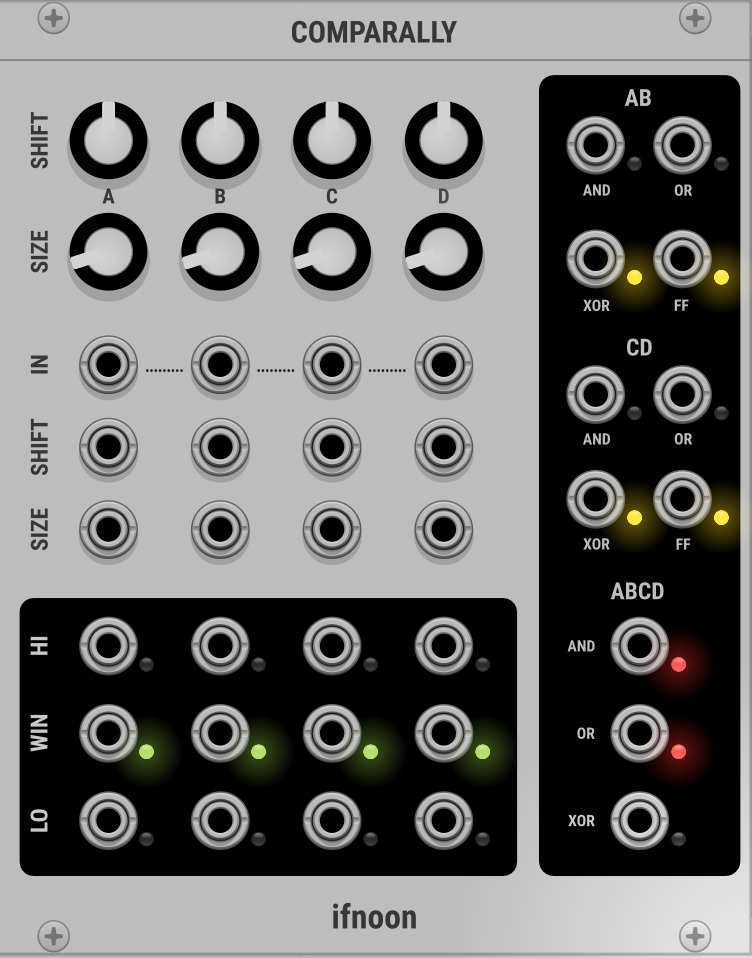 COMPARALLY
SHIFT
A B C D
SIZE
IN
SHIFT
SIZE
HI
WIN
LO
AB
AND OR
XOR FF
CD
AND OR
XOR FF
ABCD
AND
OR
XOR
ifnoon